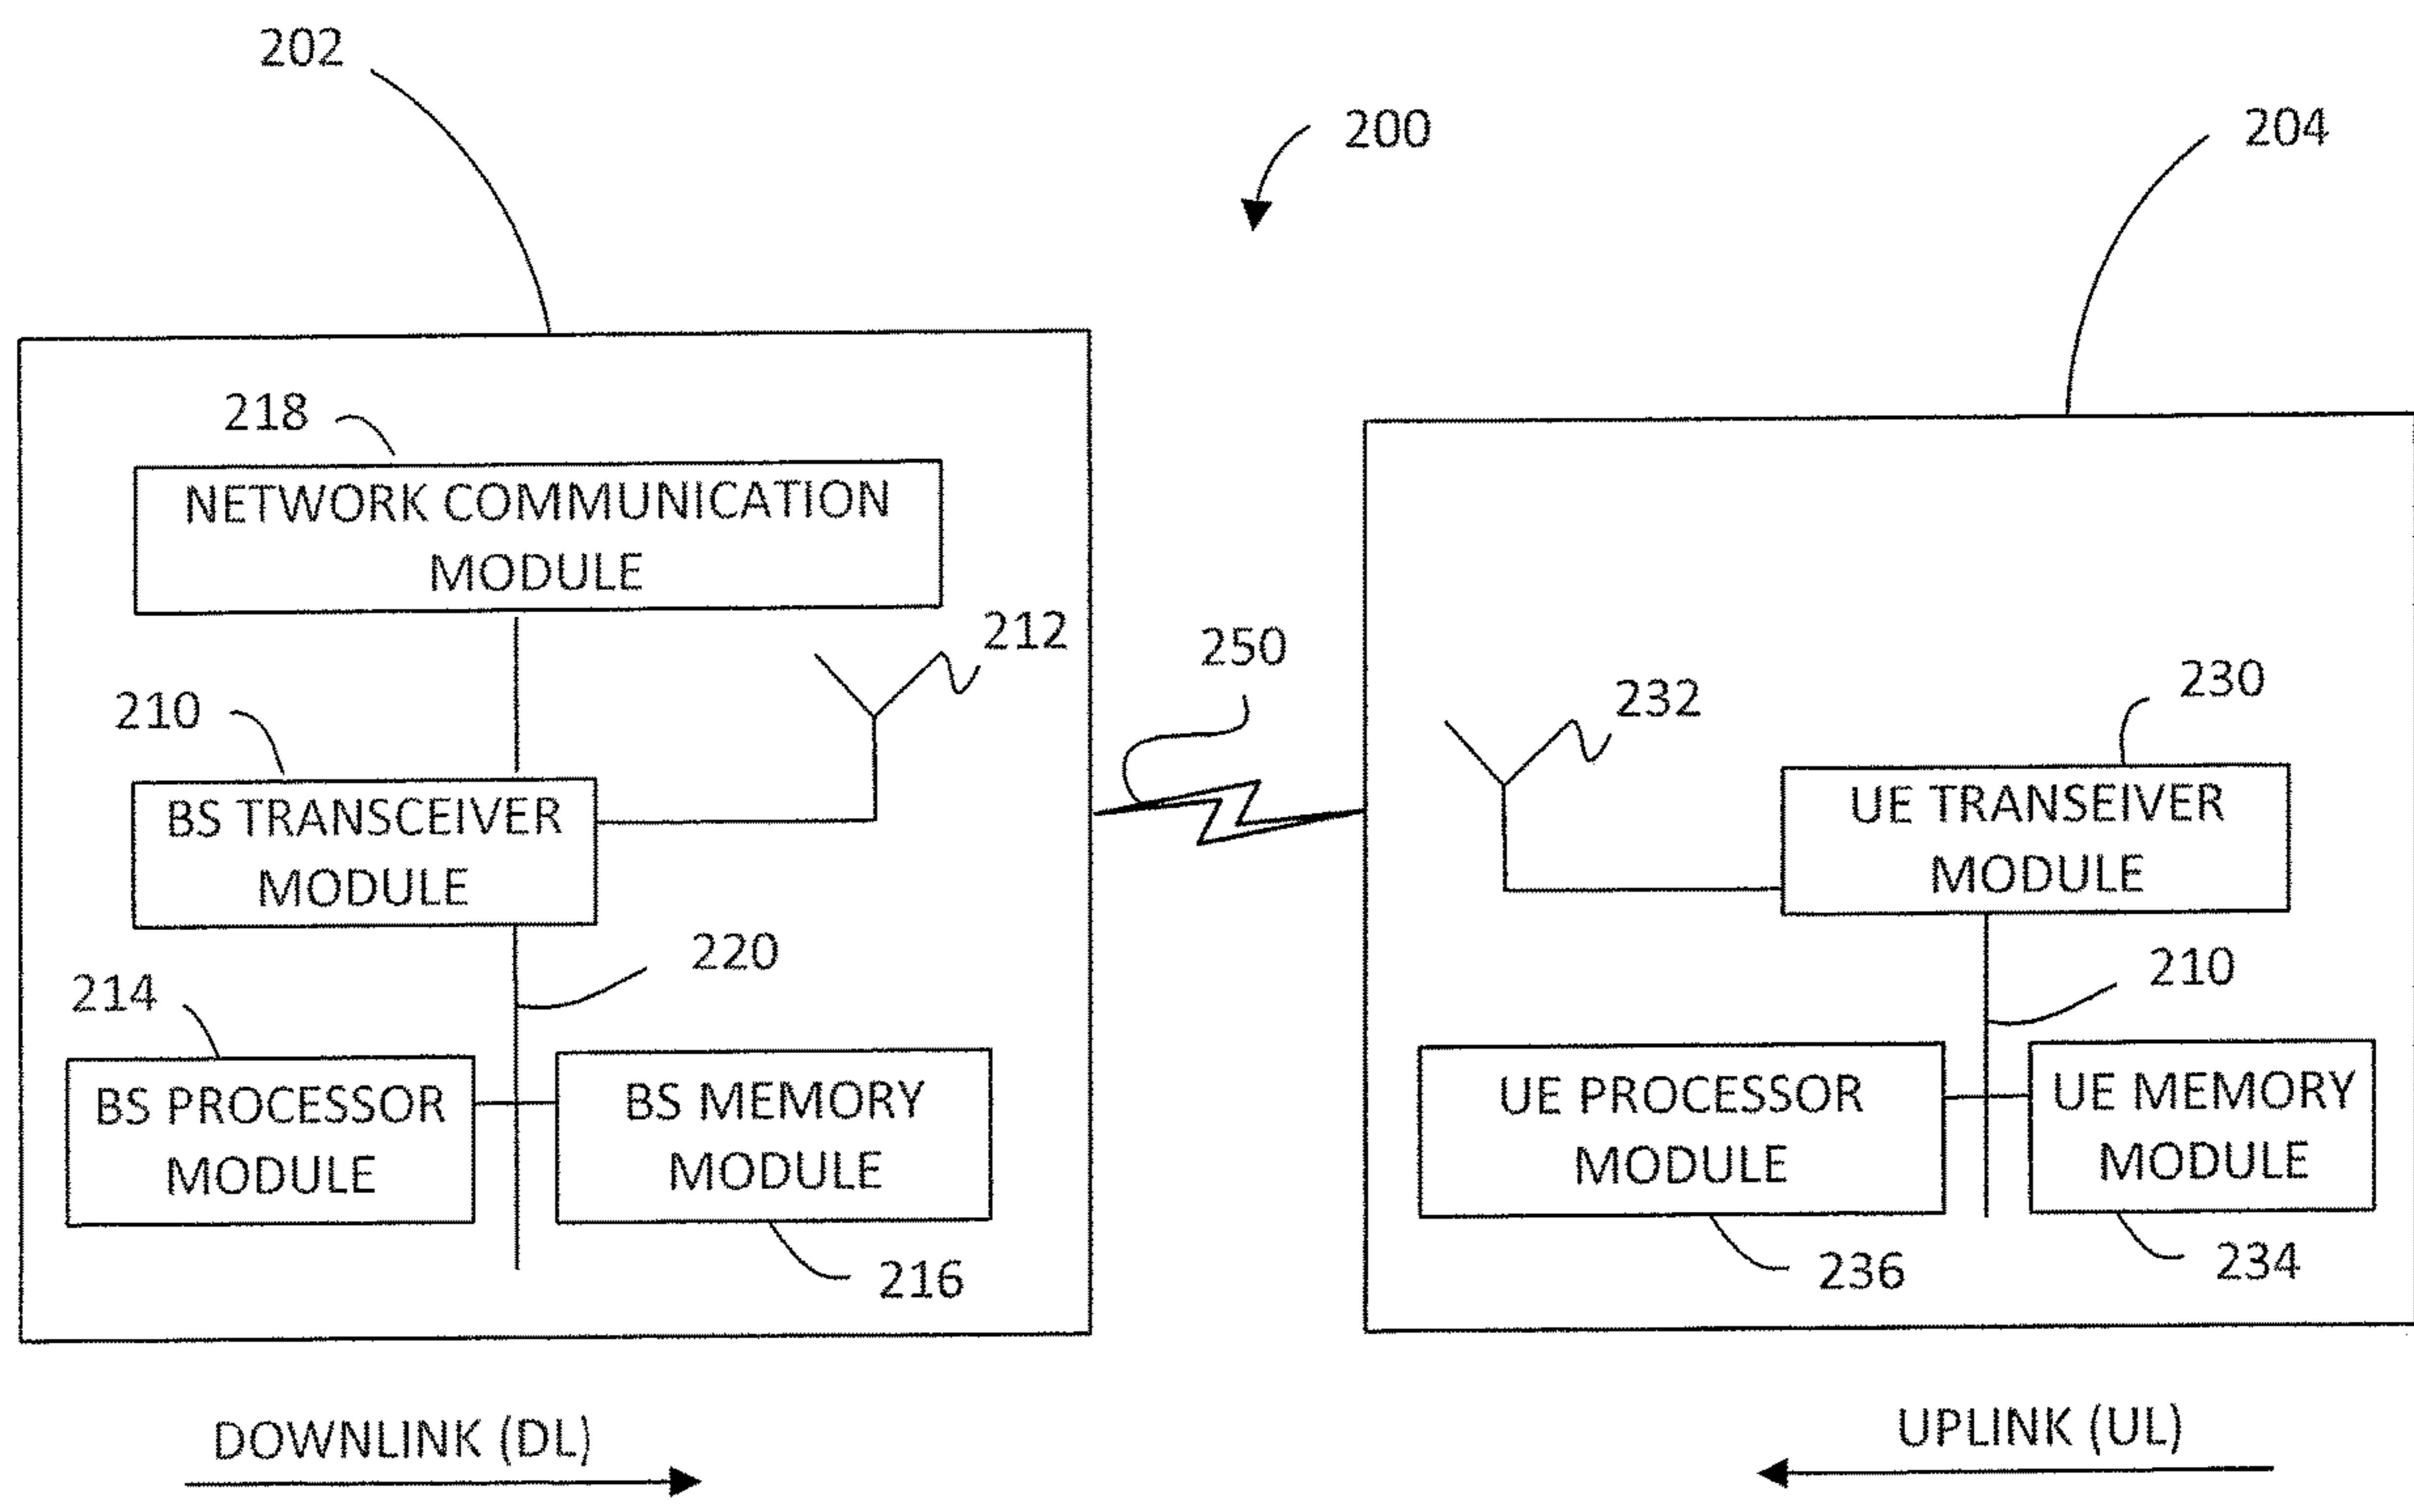 202
200
204
218
NETWORK COMMUNICATION
MODULE
212
250
210
232
230
BS TRANSCEIVER
MODULE
UE TRANSEIVER
MODULE
220
210
214
BS PROCESSOR
MODULE
BS MEMORY
MODULE
UE PROCESSOR
MODULE
UE MEMORY
MODULE
216
236
234
DOWNLINK (DL)
UPLINK (UL)